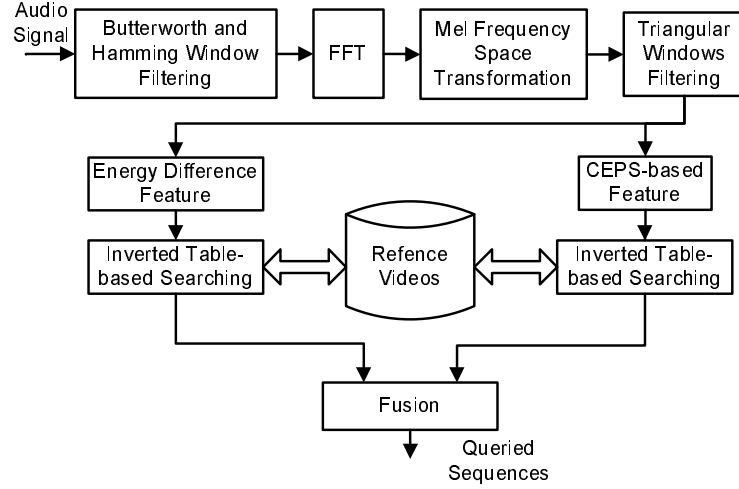 Audio
Signal
Butterworth and
Hamming Window
Filtering
FFT
Mel Frequency
Space
Transformation
Triangular
Windows
Filtering
Energy Difference
Feature
CEPS-based
Feature
Inverted Table-
based Searching
Refence
Videos
Inverted Table-
based Searching
Fusion
Queried
Sequences